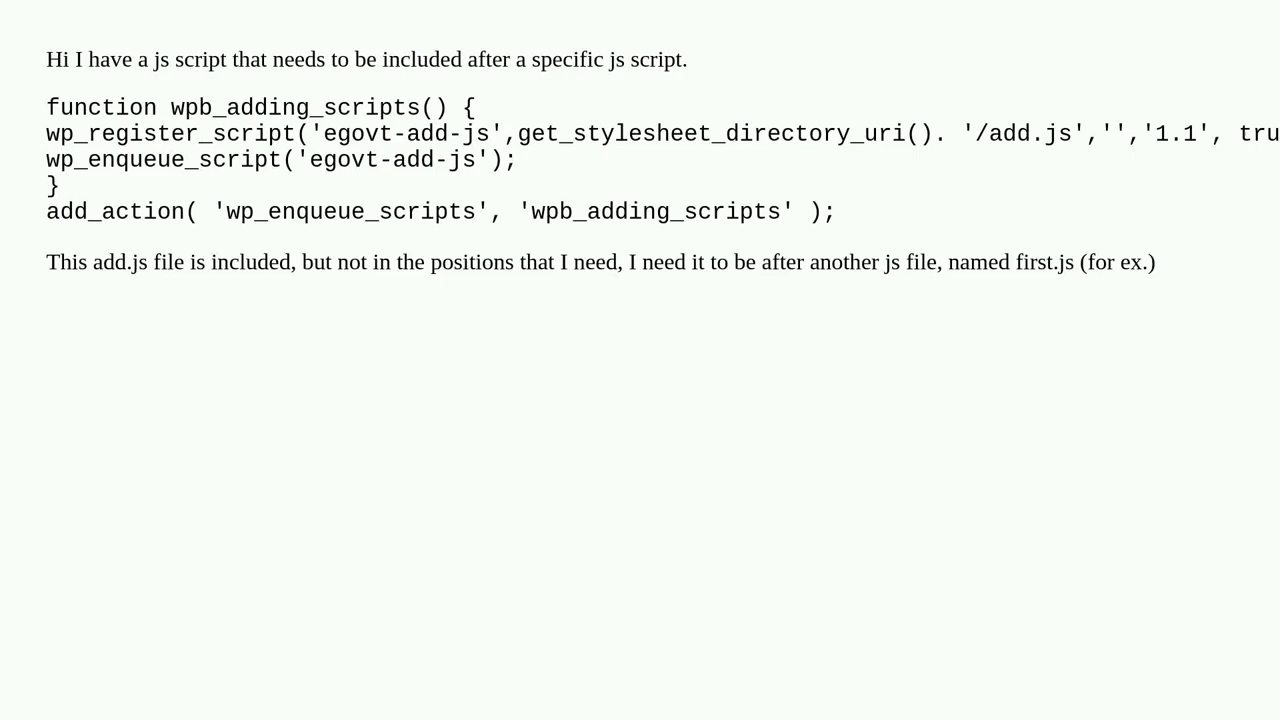 Hi I have a js script that needs to be included after a specific js script.
function wpb_adding_scripts() {
wp_register_script('egovt-add-js',get_stylesheet_directory_uri(). '/add.js','','1.1', tru
wp_enqueue_script('egovt-add-js');
}
add_action( 'wp_enqueue_scripts', 'wpb_adding_scripts' );
This add.js file is included, but not in the positions that I need, I need it to be after another js file, named first.js (for ex.)